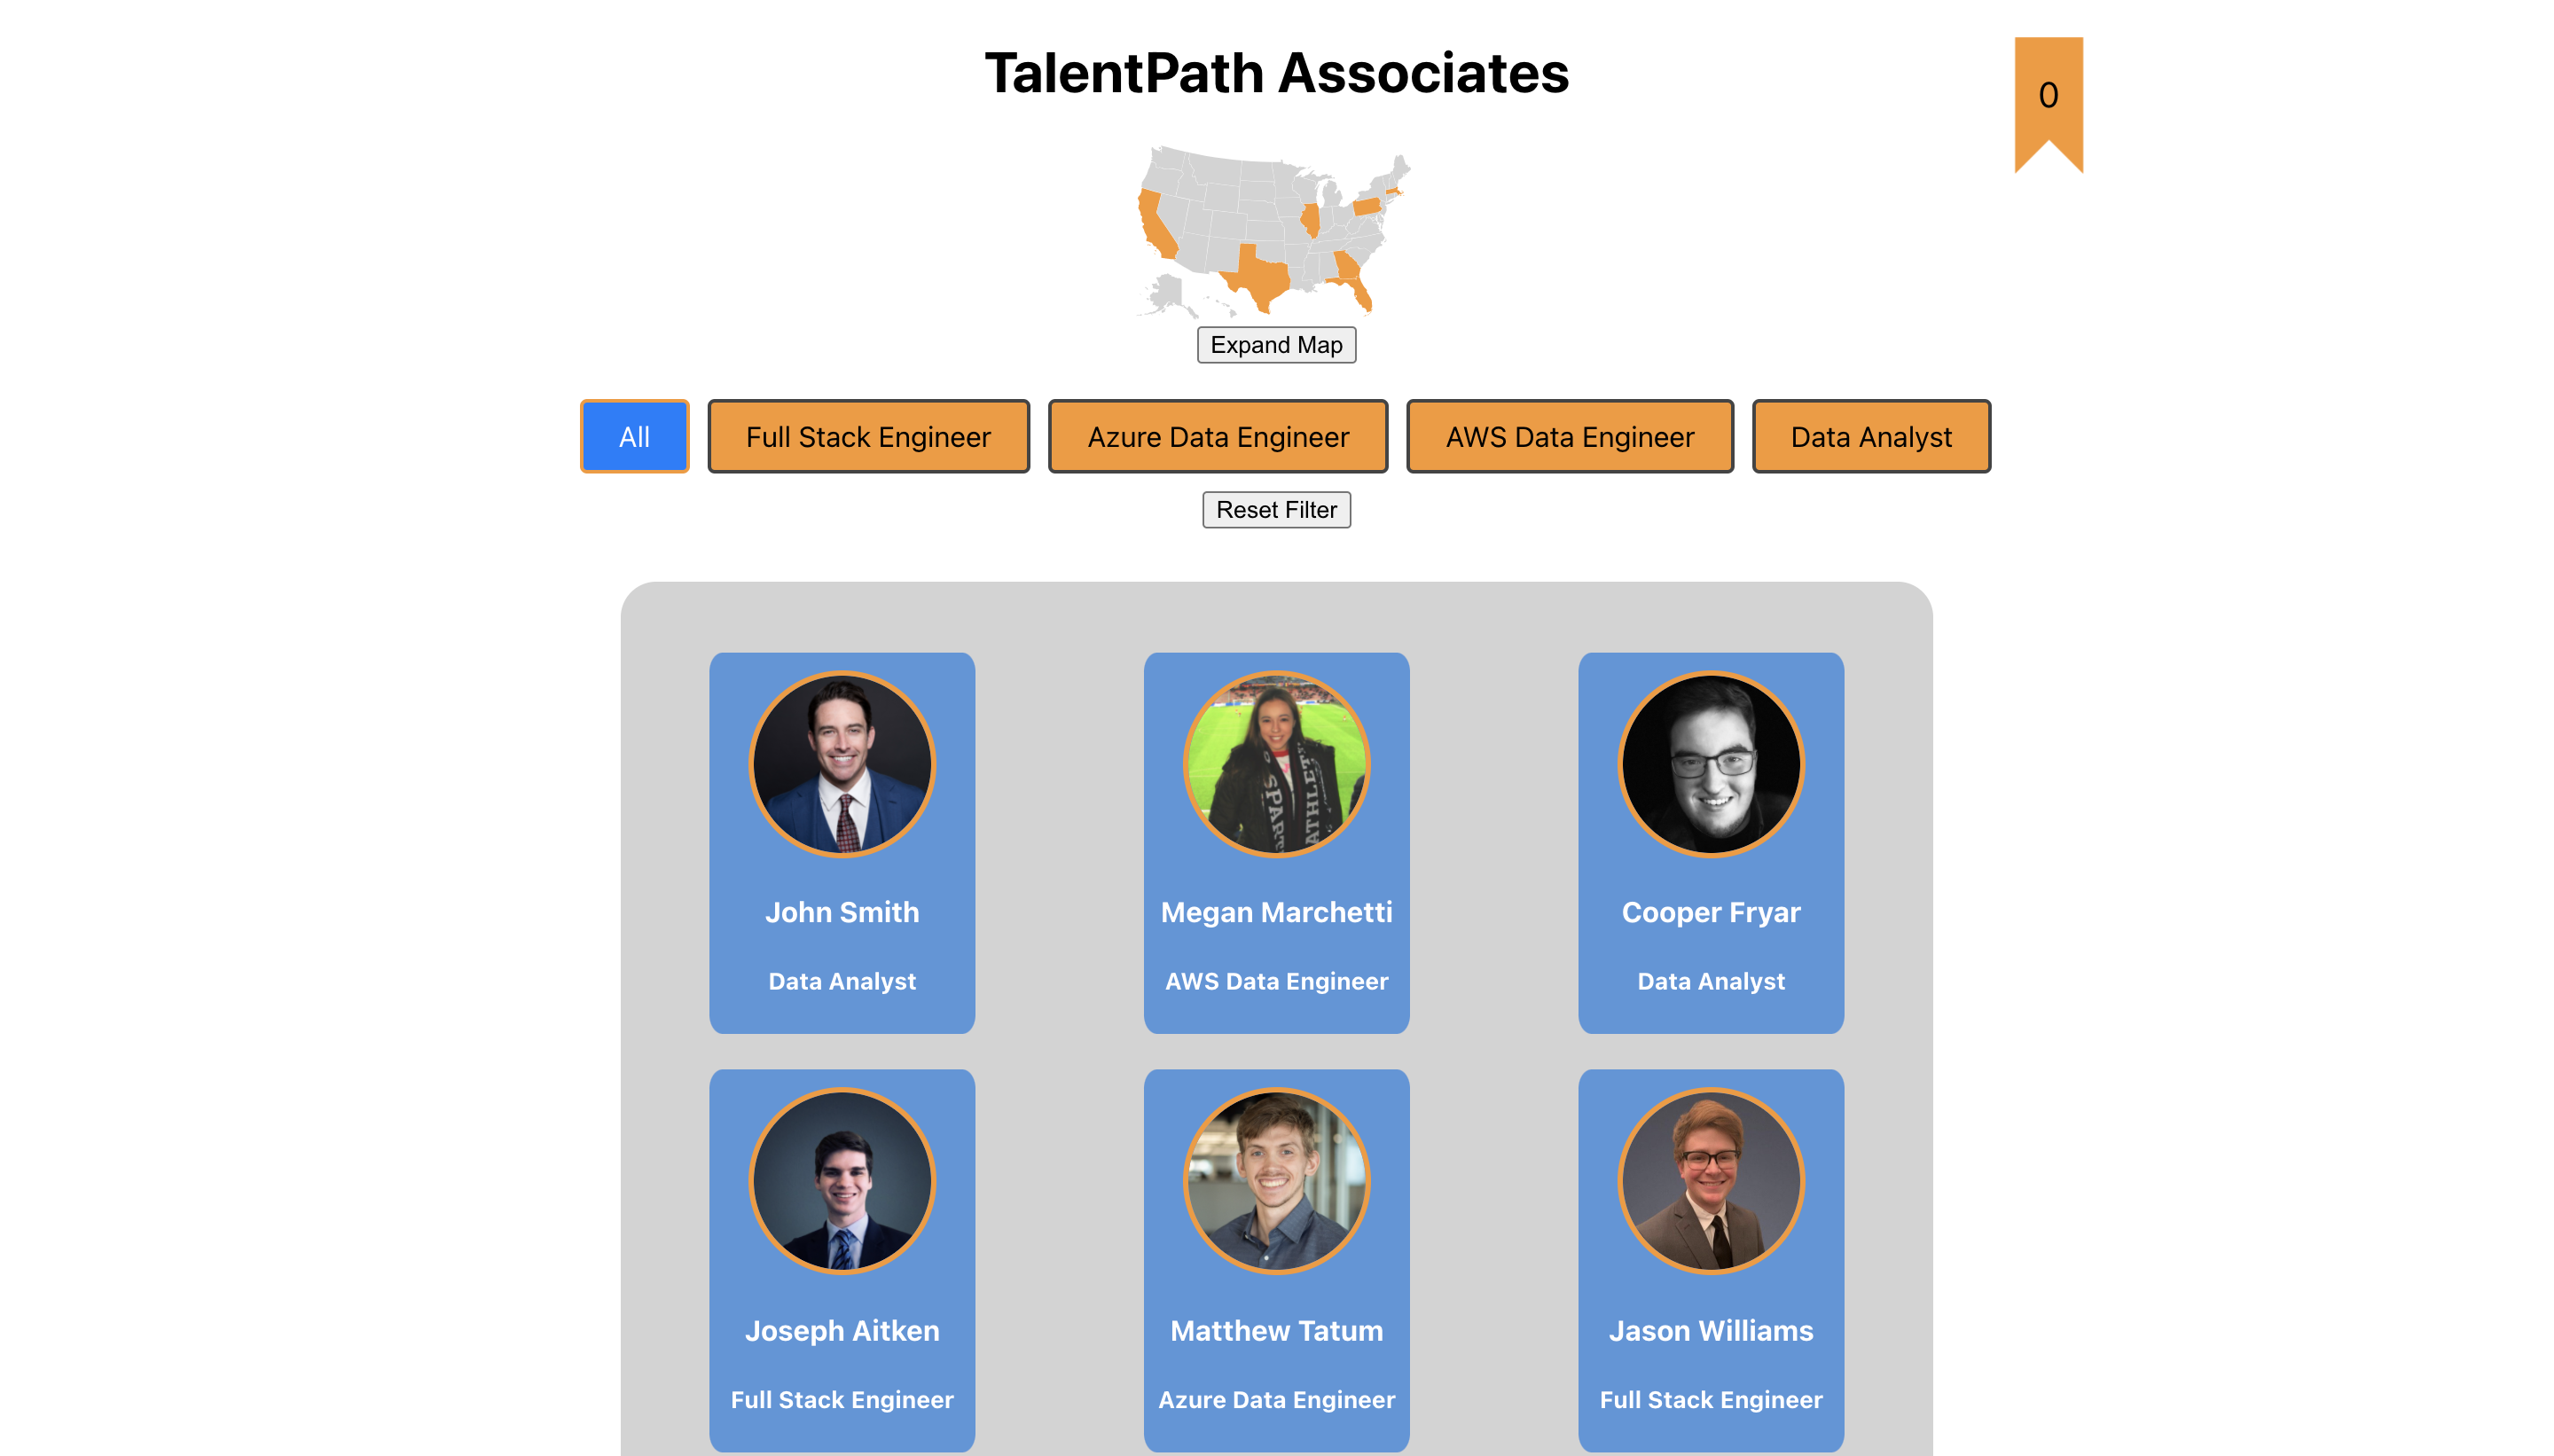 TalentPath Associates
0
Expand Map
All
Full Stack Engineer
Azure Data Engineer
AWS Data Engineer
Data Analyst
Reset Filter
ATHLET
John Smith
Megan Marchetti
Cooper Fryar
Data Analyst
AWS Data Engineer
Data Analyst
Joseph Aitken
Matthew Tatum
Jason Williams
Full Stack Engineer
Azure Data Engineer
Full Stack Engineer